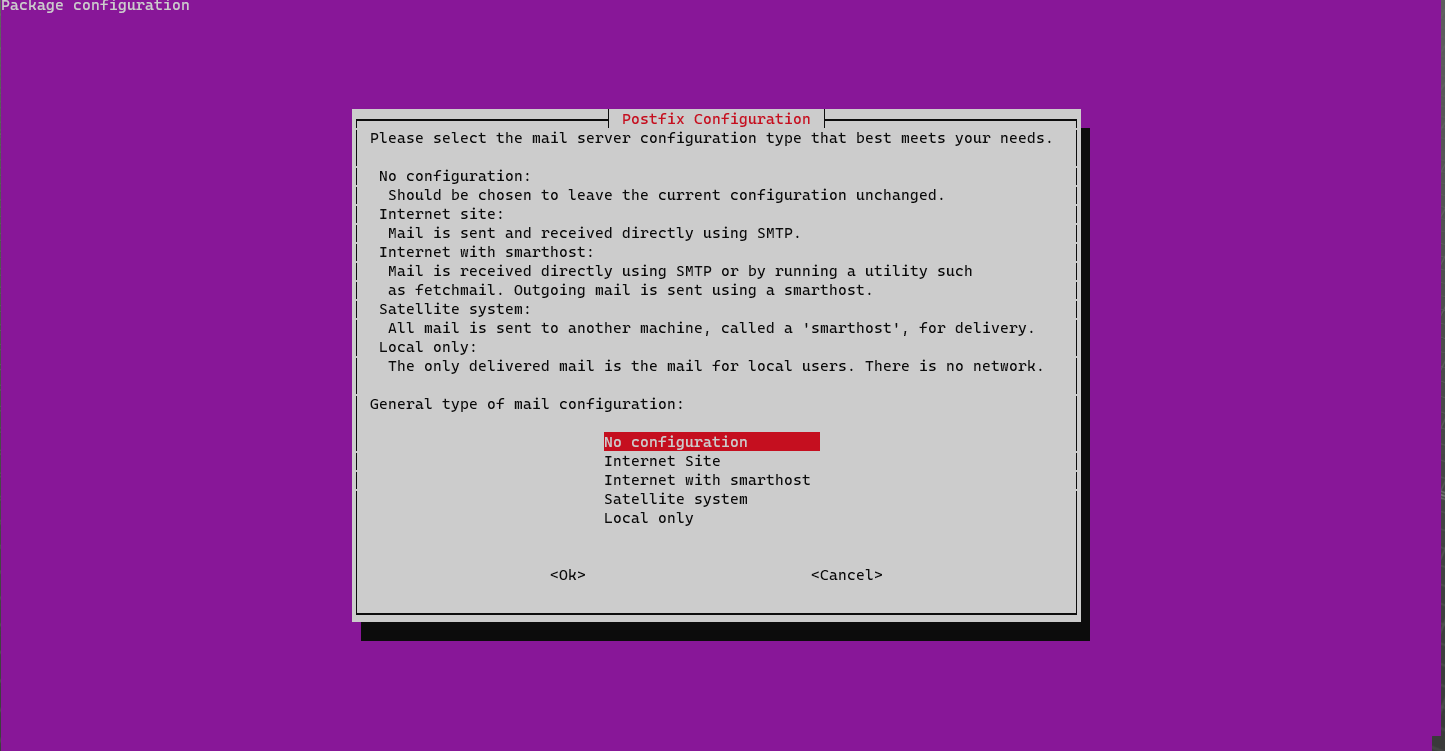 Package configuration
Postfix Configuration
Please select the mail server configuration type that best meets your needs.
No configuration:
Should be chosen to leave the current configuration unchanged.
Internet site:
Mail is sent and received directly using SMTP.
Internet with smarthost:
Mail is received directly using SMTP or by running a utility such
as fetchmail. Outgoing mail is sent using a smarthost.
Satellite system:
All mail is sent to another machine, called a 'smarthost', for delivery.
Local only:
The only delivered mail is the mail for local users. There is no network.
General type of mail configuration:
No configuration
Internet Site
Internet with smarthost
Satellite system
Local only
<Ok> <Cancel>